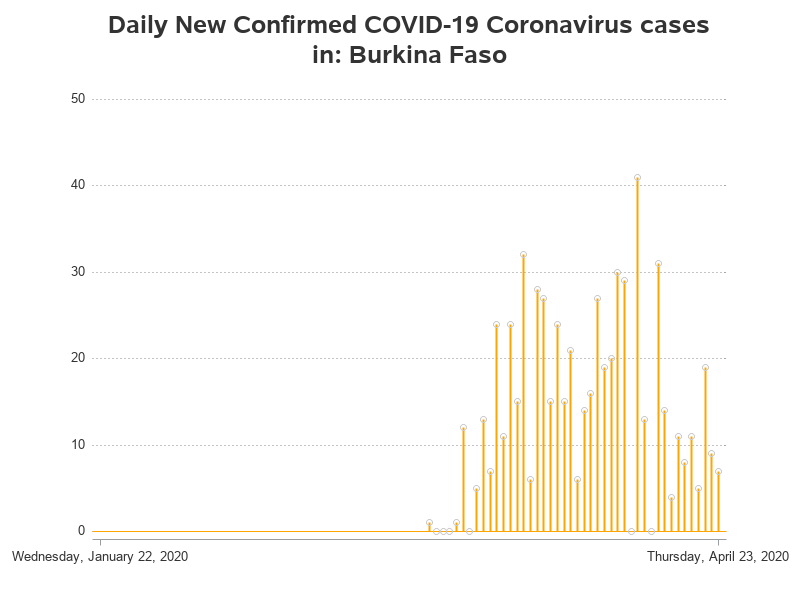 Daily New Confirmed COVID-19 Coronavirus cases
in: Burkina Faso
50
40
30
20
10
0
Wednesday, January 22, 2020
Thursday, April 23, 2020